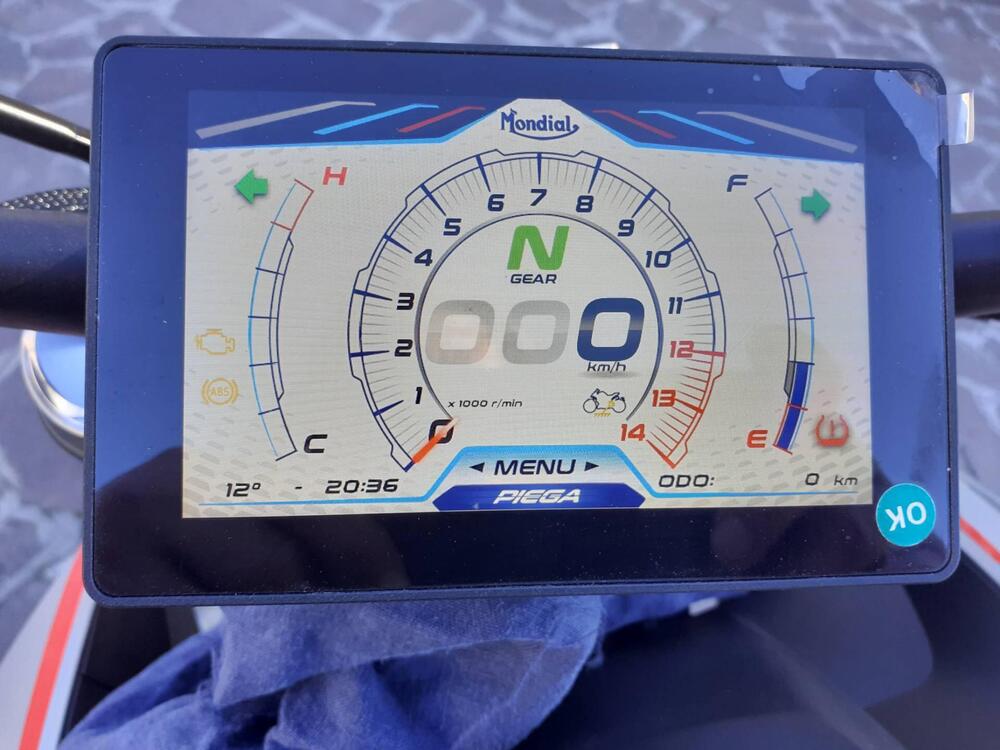 Mondial
H
F
7
6
8
5
9
N
4
10
GEAR
3
11
000
2
12
km/h
ABS
1
13
x 1000 r/min
0
14
C
E
MENU
12° - 20:36
ODO: 0 km
PIEGA
OK